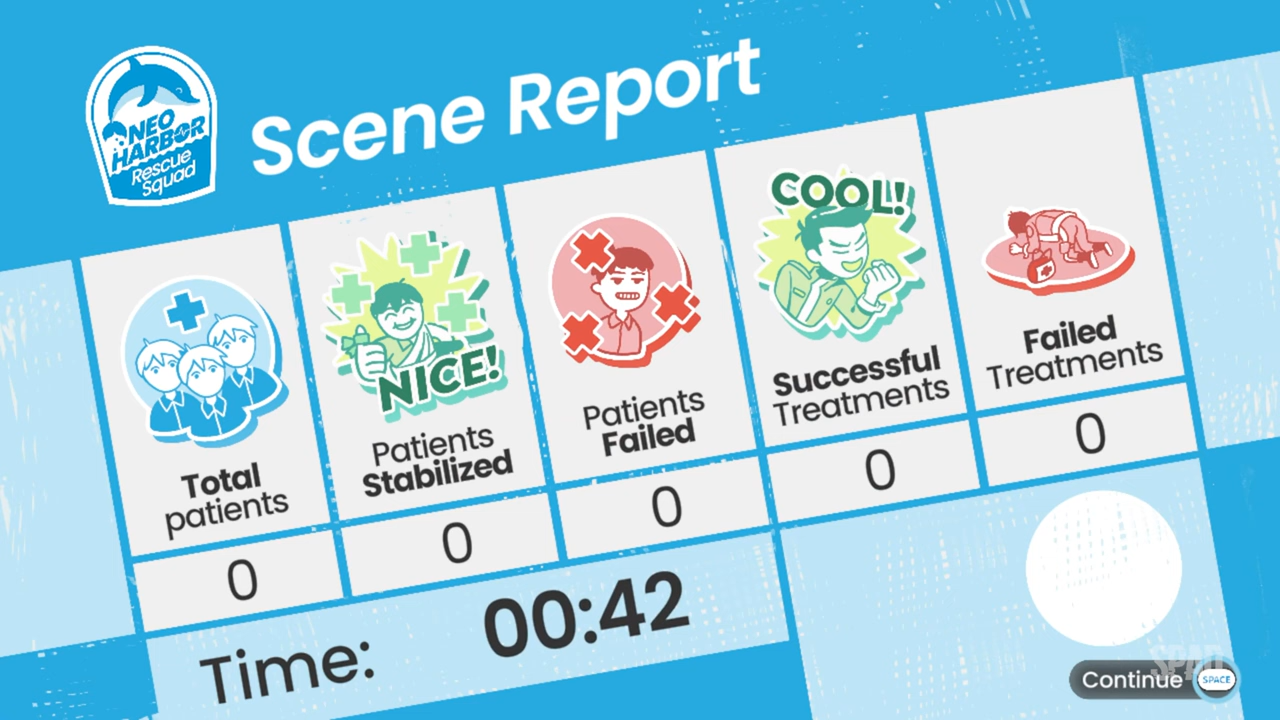 NEO
HARBOR
Rescue
Squad
Scene Report
NICE!
COOL!!
Total
patients
Patients
Stabilized
Patients
Failed
Successful
Treatments
Failed
Treatments
0
0
0
0
0
Time:
00:42
Continue
SPACE